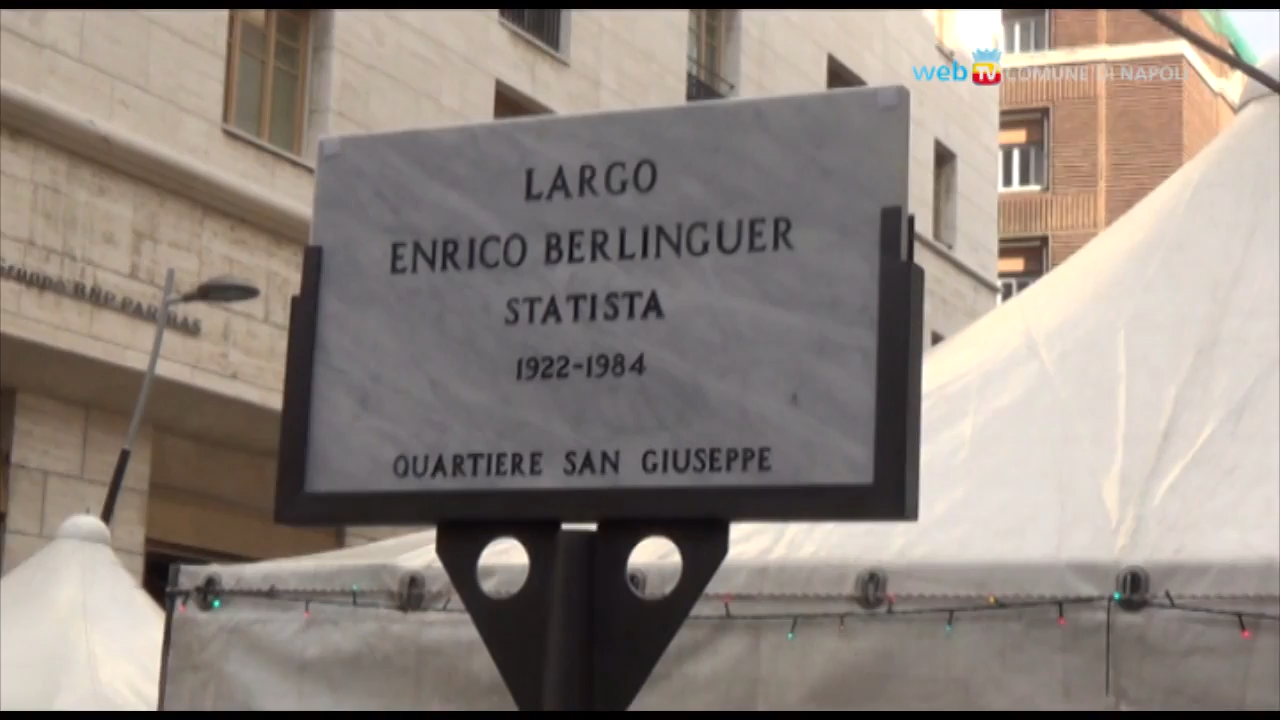 web TV COMUNE DI NAPOLI
LARGO
ENRICO BERLINGUER
STATISTA
1922-1984
QUARTIERE SAN GIUSEPPE
Gruppo BNP PARIBAS